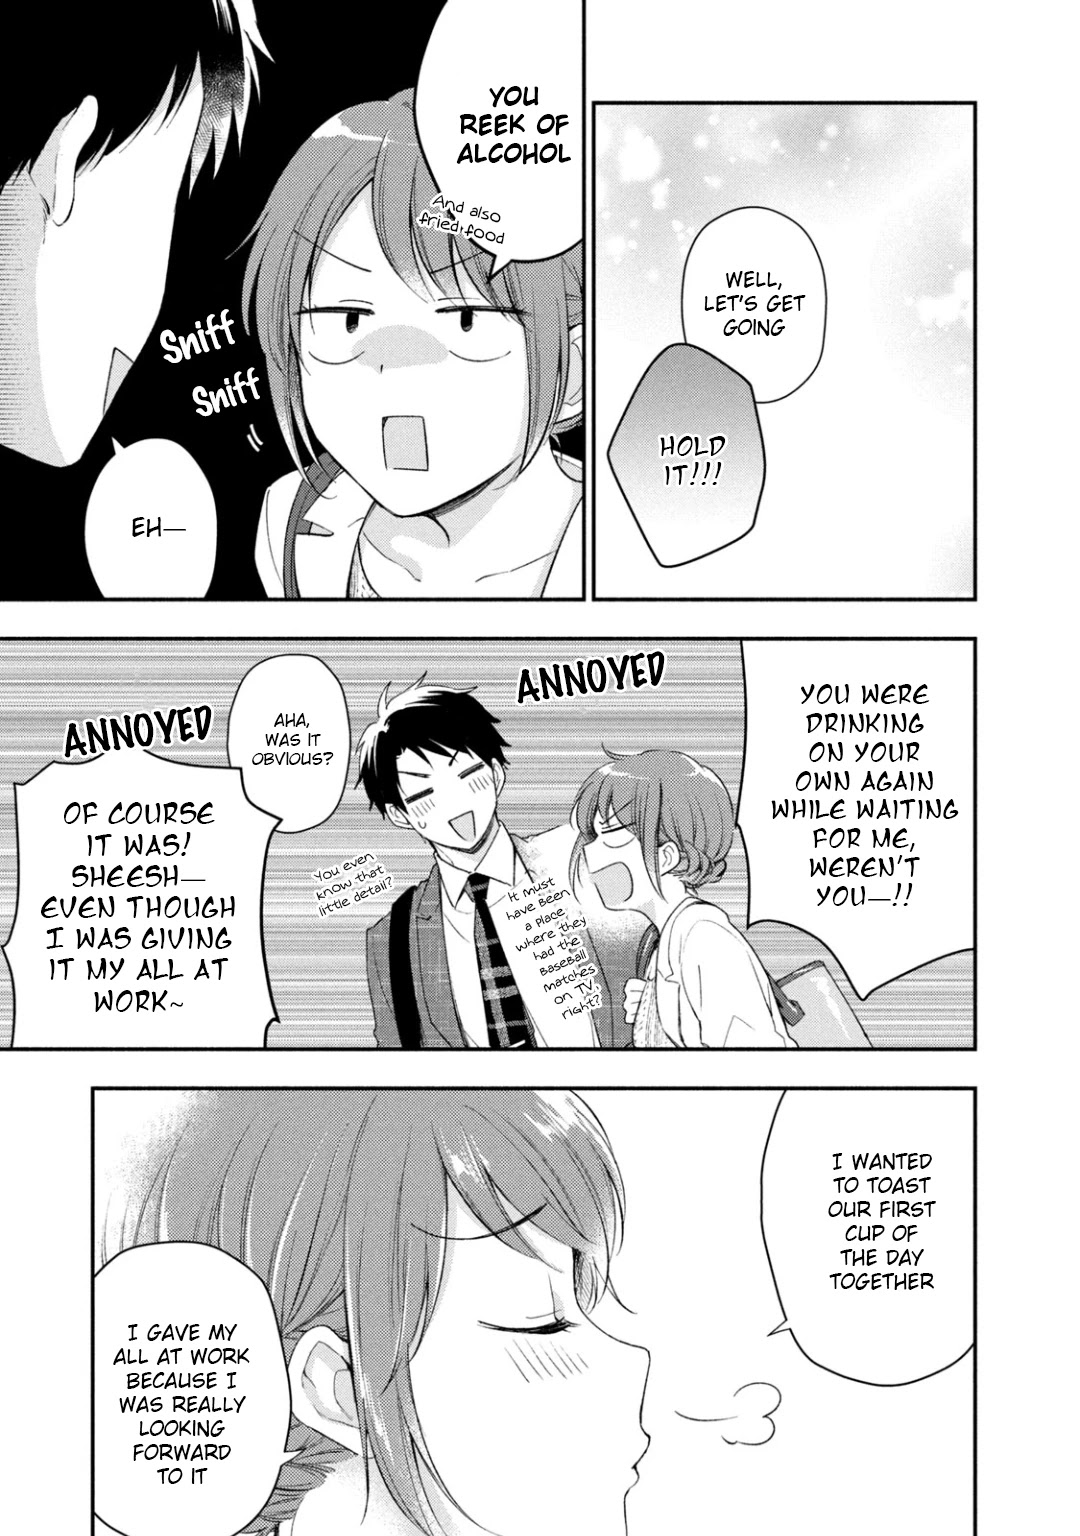 WELL,
LET'S GET
GOING
HOLD
IT!!!
YOU
REEK OF
ALCOHOL
And also
fried food
Sniff
Sniff
EH—
YOU WERE
DRINKING
ON YOUR
OWN AGAIN
WHILE WAITING
FOR ME,
WEREN'T
YOU—!!
ANNOYED
It must
have been
a place
where they
had the
baseball
matches
on TV,
right?
AHA,
WAS IT
OBVIOUS?
You even
know that
little detail?
ANNOYED
OF COURSE
IT WAS!
SHEESH—
EVEN THOUGH
I WAS GIVING
IT MY ALL AT
WORK~
I WANTED
TO TOAST
OUR FIRST
CUP OF
THE DAY
TOGETHER
I GAVE MY
ALL AT WORK
BECAUSE I
WAS REALLY
LOOKING
FORWARD
TO IT